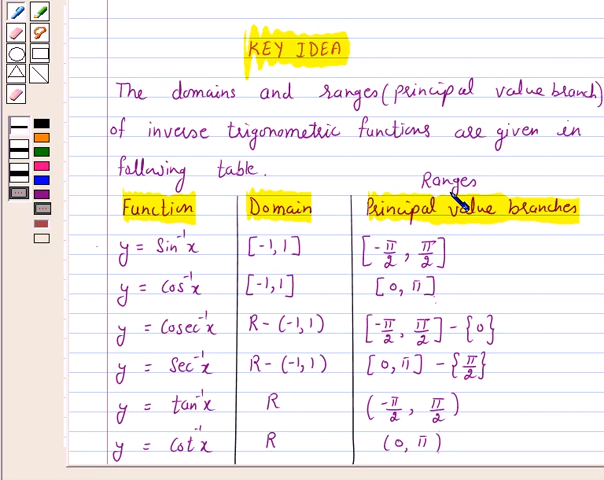 KEY IDEA
The domains and ranges (principal value branch)
of inverse trigonometric functions are given in
following table.
Ranges
Function Domain Principal value branches
y = Sin⁻¹x [-1, 1] [-π/2, π/2]
y = Cos⁻¹x [-1, 1] [0, π]
y = Cosec⁻¹x R - (-1, 1) [-π/2, π/2] - {0}
y = Sec⁻¹x R - (-1, 1) [0, π] - {π/2}
y = tan⁻¹x R (-π/2, π/2)
y = cot⁻¹x R (0, π)